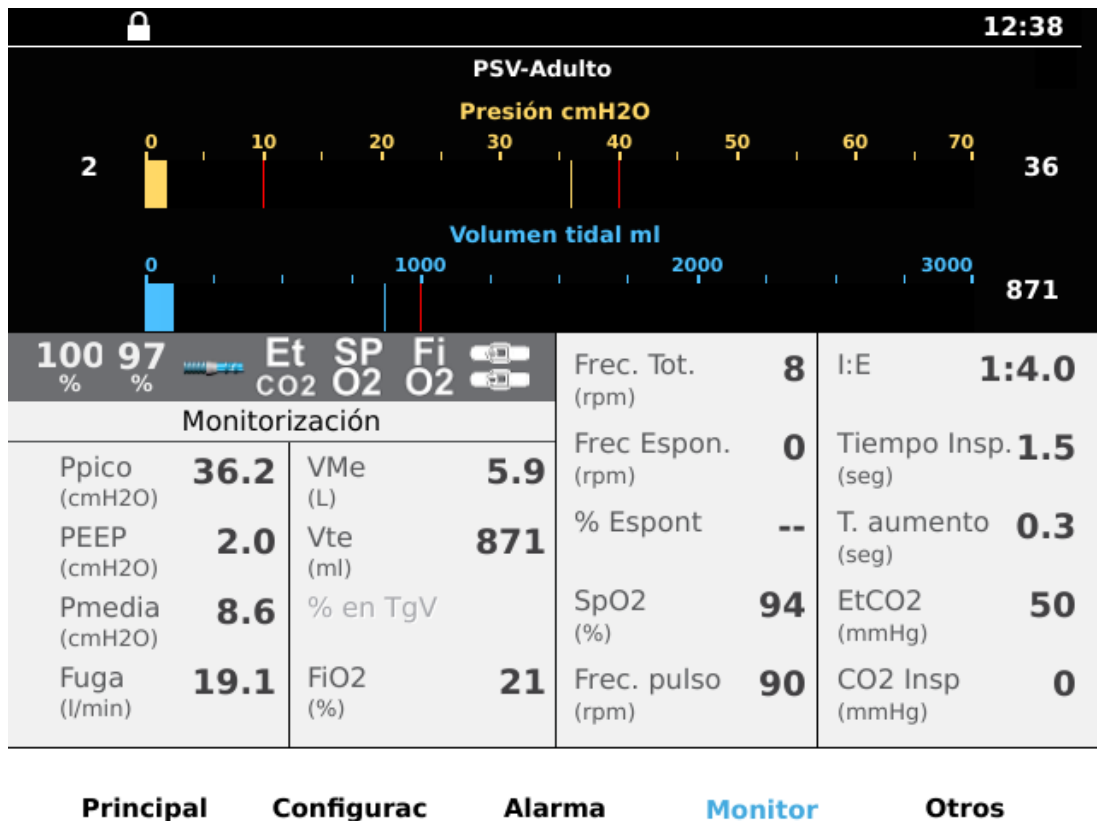 12:38
PSV-Adulto
Presión cmH2O
0 10 20 30 40 50 60 70
2 36
Volumen tidal ml
0 1000 2000 3000
871
100 97 Et SP Fi
% % CO2 O2 O2
Monitorización
Ppico 36.2
(cmH2O)
PEEP 2.0
(cmH2O)
Pmedia 8.6
(cmH2O)
Fuga 19.1
(l/min)
VMe 5.9
(L)
Vte 871
(ml)
% en TgV
FiO2 21
(%)
Frec. Tot. 8
(rpm)
Frec Espon. 0
(rpm)
% Espont --
SpO2 94
(%)
Frec. pulso 90
(rpm)
I:E 1:4.0
Tiempo Insp. 1.5
(seg)
T. aumento 0.3
(seg)
EtCO2 50
(mmHg)
CO2 Insp 0
(mmHg)
Principal Configurac Alarma Monitor Otros